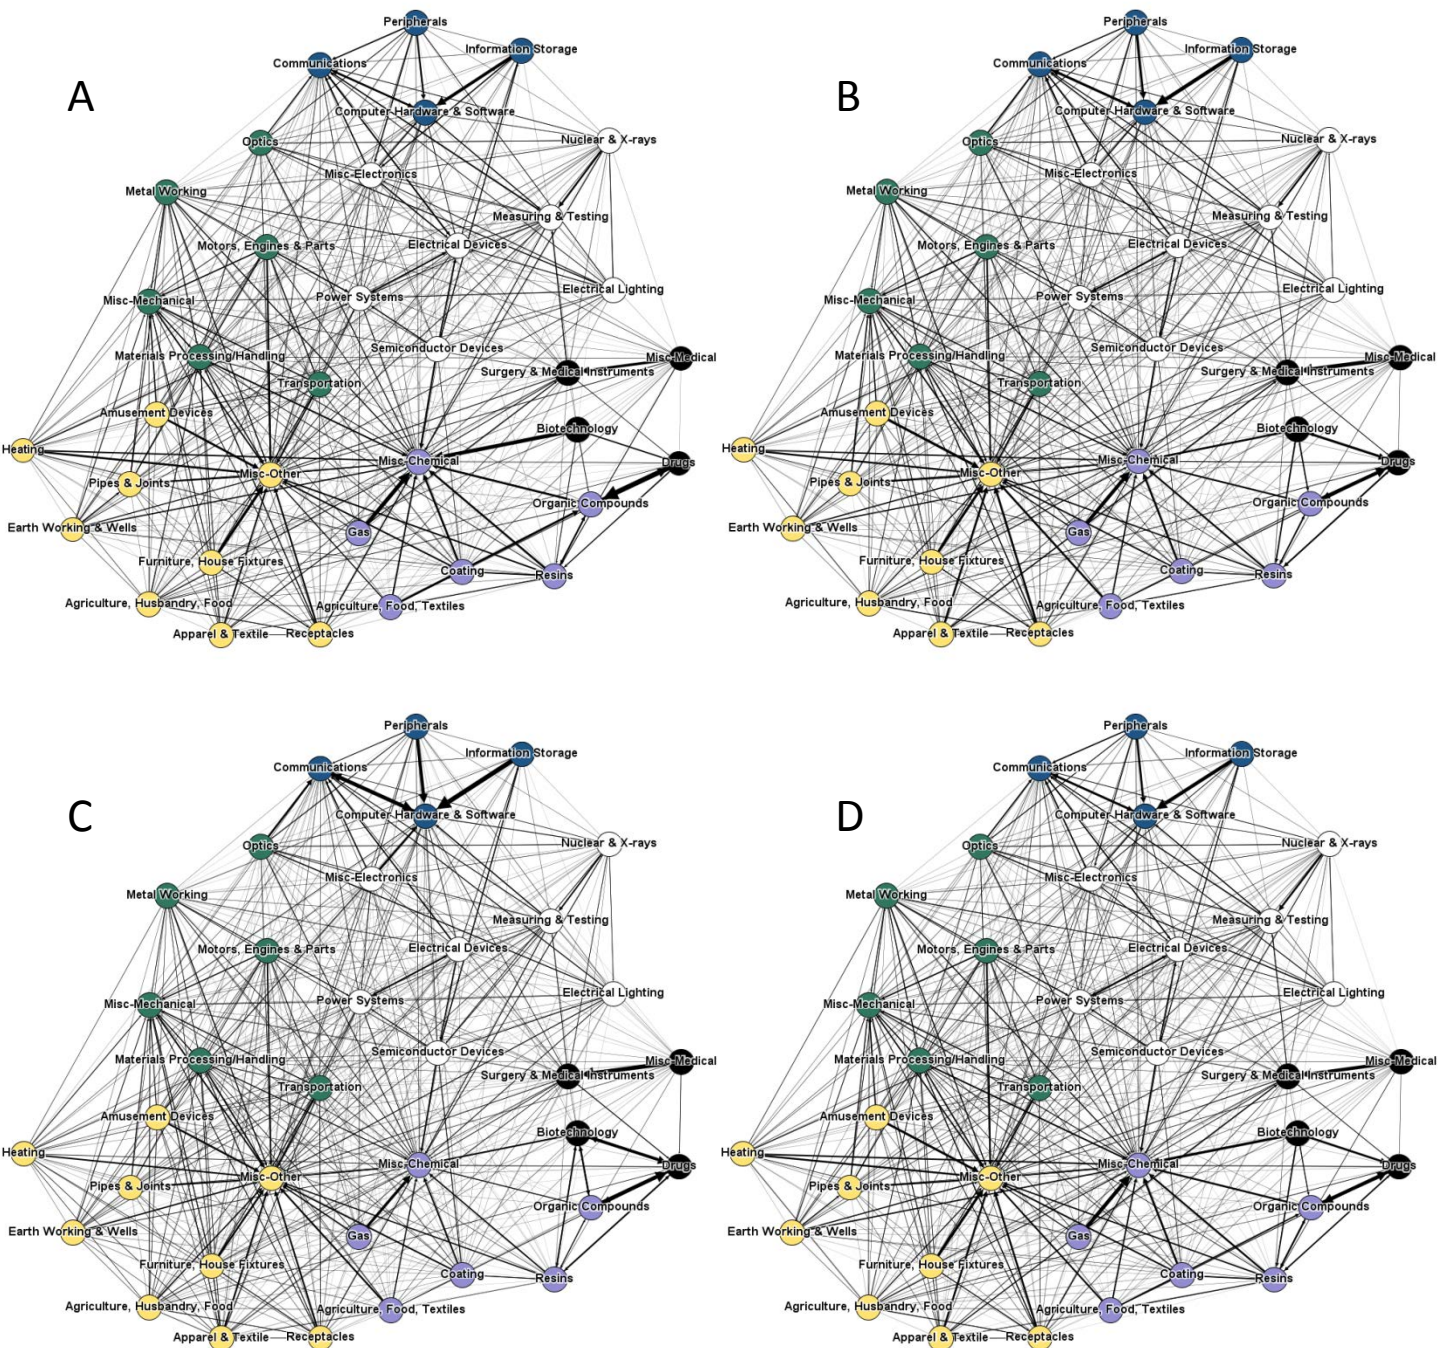 A
Peripherals
Information Storage
Communications
Computer Hardware & Software
Nuclear & X-rays
Optics
Misc-Electronics
Metal Working
Measuring & Testing
Motors, Engines & Parts
Electrical Devices
Electrical Lighting
Misc-Mechanical
Power Systems
Semiconductor Devices
Materials Processing/Handling
Misc-Medical
Surgery & Medical Instruments
Transportation
Amusement Devices
Biotechnology
Heating
Misc-Chemical
Drugs
Misc-Other
Pipes & Joints
Organic Compounds
Earth Working & Wells
Gas
Furniture, House Fixtures
Coating
Resins
Agriculture, Husbandry, Food
Agriculture, Food, Textiles
Apparel & Textile
Receptacles
B
Peripherals
Information Storage
Communications
Computer Hardware & Software
Nuclear & X-rays
Optics
Misc-Electronics
Metal Working
Measuring & Testing
Motors, Engines & Parts
Electrical Devices
Electrical Lighting
Misc-Mechanical
Power Systems
Semiconductor Devices
Materials Processing/Handling
Misc-Medical
Surgery & Medical Instruments
Transportation
Amusement Devices
Biotechnology
Heating
Misc-Chemical
Drugs
Misc-Other
Pipes & Joints
Organic Compounds
Earth Working & Wells
Gas
Furniture, House Fixtures
Coating
Resins
Agriculture, Husbandry, Food
Agriculture, Food, Textiles
Apparel & Textile
Receptacles
C
Peripherals
Information Storage
Communications
Computer Hardware & Software
Nuclear & X-rays
Optics
Misc-Electronics
Metal Working
Measuring & Testing
Motors, Engines & Parts
Electrical Devices
Electrical Lighting
Misc-Mechanical
Power Systems
Semiconductor Devices
Materials Processing/Handling
Misc-Medical
Surgery & Medical Instruments
Transportation
Amusement Devices
Biotechnology
Heating
Misc-Chemical
Drugs
Misc-Other
Pipes & Joints
Organic Compounds
Earth Working & Wells
Gas
Furniture, House Fixtures
Coating
Resins
Agriculture, Husbandry, Food
Agriculture, Food, Textiles
Apparel & Textile
Receptacles
D
Peripherals
Information Storage
Communications
Computer Hardware & Software
Nuclear & X-rays
Optics
Misc-Electronics
Metal Working
Measuring & Testing
Motors, Engines & Parts
Electrical Devices
Electrical Lighting
Misc-Mechanical
Power Systems
Semiconductor Devices
Materials Processing/Handling
Misc-Medical
Surgery & Medical Instruments
Transportation
Amusement Devices
Biotechnology
Heating
Misc-Chemical
Drugs
Misc-Other
Pipes & Joints
Organic Compounds
Earth Working & Wells
Gas
Furniture, House Fixtures
Coating
Resins
Agriculture, Husbandry, Food
Agriculture, Food, Textiles
Apparel & Textile
Receptacles